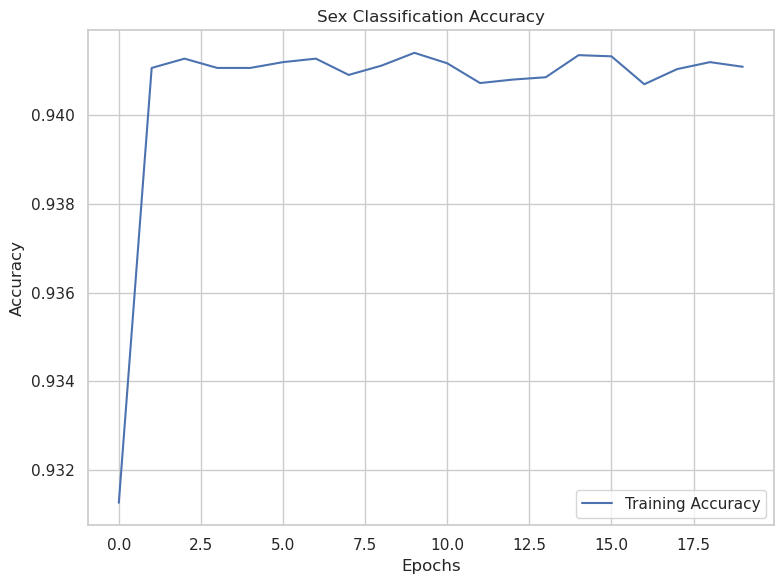 Sex Classification Accuracy
0.940
0.938
0.936
0.934
0.932
Accuracy
Training Accuracy
0.0 2.5 5.0 7.5 10.0 12.5 15.0 17.5
Epochs